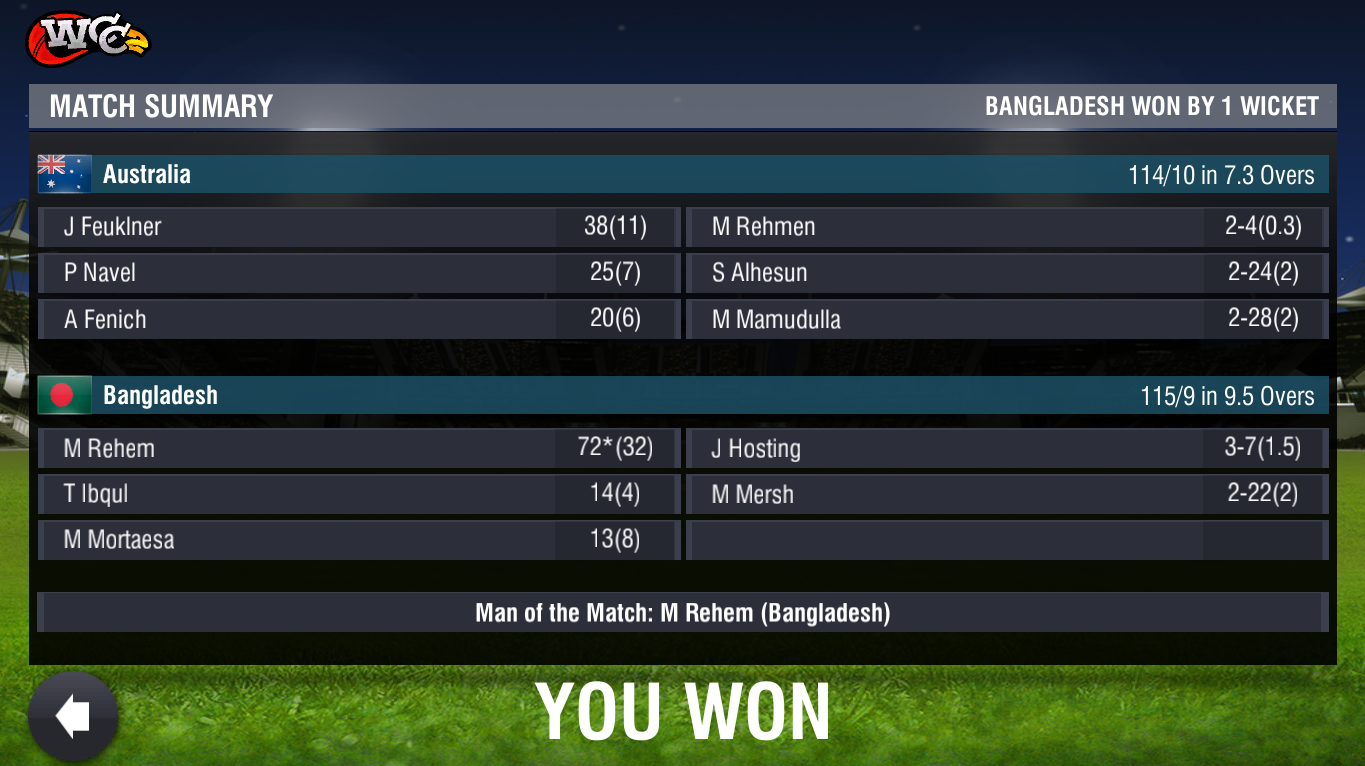 WCC
MATCH SUMMARY BANGLADESH WON BY 1 WICKET
Australia 114/10 in 7.3 Overs
J Feuklner 38(11) M Rehmen 2-4(0.3)
P Navel 25(7) S Alhesun 2-24(2)
A Fenich 20(6) M Mamudulla 2-28(2)
Bangladesh 115/9 in 9.5 Overs
M Rehem 72*(32) J Hosting 3-7(1.5)
T Ibqul 14(4) M Mersh 2-22(2)
M Mortaesa 13(8)
Man of the Match: M Rehem (Bangladesh)
YOU WON